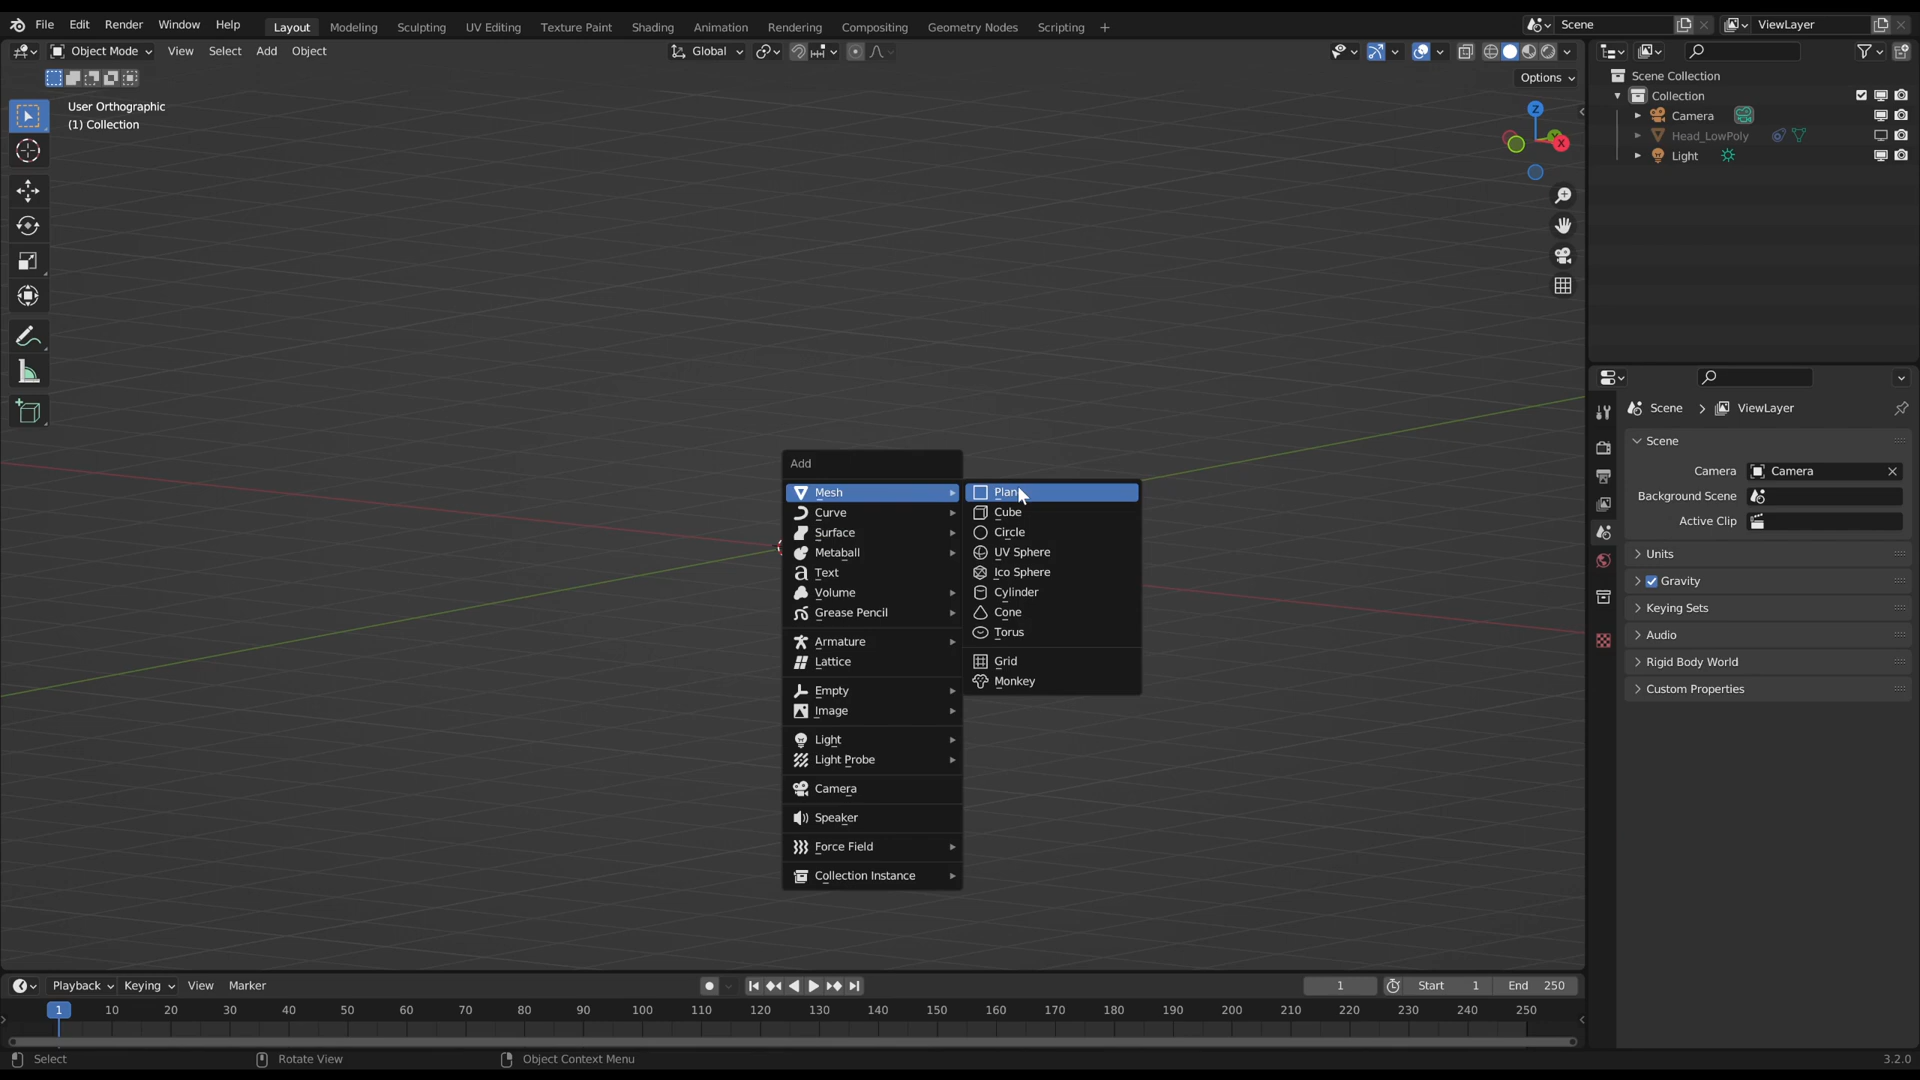 File Edit Render Window Help Layout Modeling Sculpting UV Editing Texture Paint Shading Animation Rendering Compositing Geometry Nodes Scripting + Scene ViewLayer
Object Mode View Select Add Object Global
Options
User Orthographic
(1) Collection
Z
X
Scene Collection
Collection
Camera
Head_LowPoly
Light
Scene > ViewLayer
Scene
Camera Camera
Background Scene
Active Clip
Units
Gravity
Keying Sets
Audio
Rigid Body World
Custom Properties
Add
Mesh
Curve
Surface
Metaball
Text
Volume
Grease Pencil
Armature
Lattice
Empty
Image
Light
Light Probe
Camera
Speaker
Force Field
Collection Instance
Plan
Cube
Circle
UV Sphere
Ico Sphere
Cylinder
Cone
Torus
Grid
Monkey
Playback Keying View Marker 1 Start 1 End 250
1 10 20 30 40 50 60 70 80 90 100 110 120 130 140 150 160 170 180 190 200 210 220 230 240 250
Select Rotate View Object Context Menu 3.2.0